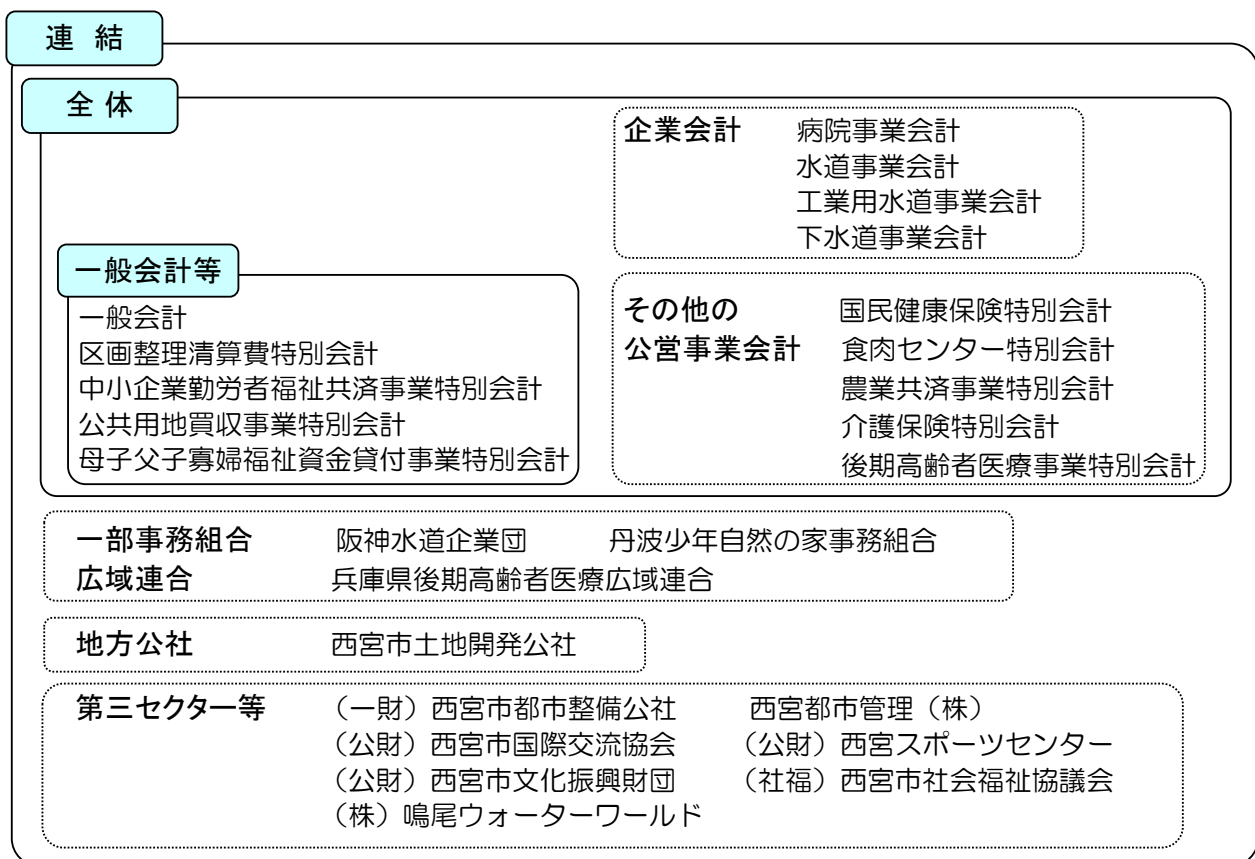 連 結
全 体
企業会計 病院事業会計
水道事業会計
工業用水道事業会計
下水道事業会計
一般会計等
一般会計
区画整理清算費特別会計
中小企業勤労者福祉共済事業特別会計
公共用地買収事業特別会計
母子父子寡婦福祉資金貸付事業特別会計
その他の 国民健康保険特別会計
公営事業会計 食肉センター特別会計
農業共済事業特別会計
介護保険特別会計
後期高齢者医療事業特別会計
一部事務組合 阪神水道企業団 丹波少年自然の家事務組合
広域連合 兵庫県後期高齢者医療広域連合
地方公社 西宮市土地開発公社
第三セクター等 （一財）西宮市都市整備公社 西宮都市管理（株）
（公財）西宮市国際交流協会 （公財）西宮スポーツセンター
（公財）西宮市文化振興財団 （社福）西宮市社会福祉協議会
（株）鳴尾ウォーターワールド